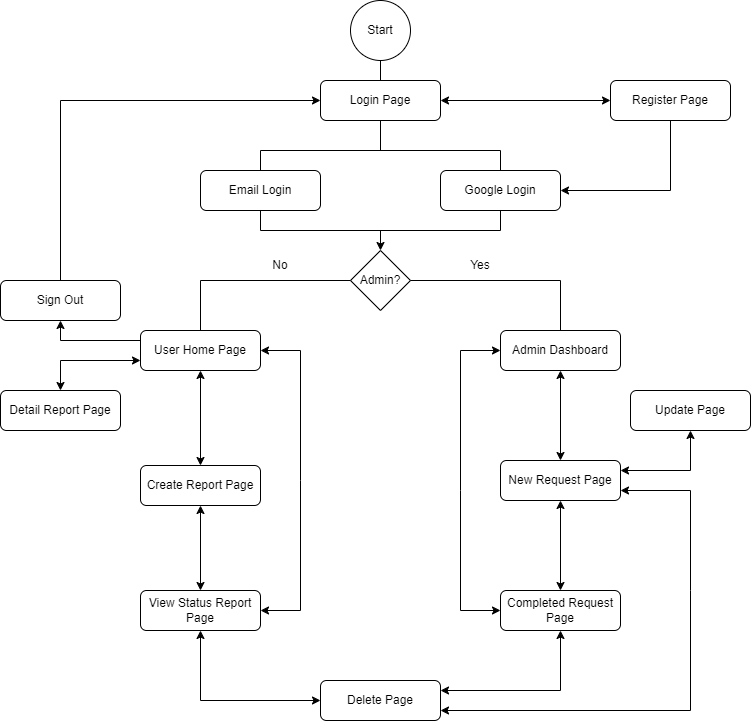 Start
Login Page
Register Page
Email Login
Google Login
No
Yes
Admin?
Sign Out
User Home Page
Admin Dashboard
Detail Report Page
Update Page
Create Report Page
New Request Page
View Status Report
Page
Completed Request
Page
Delete Page